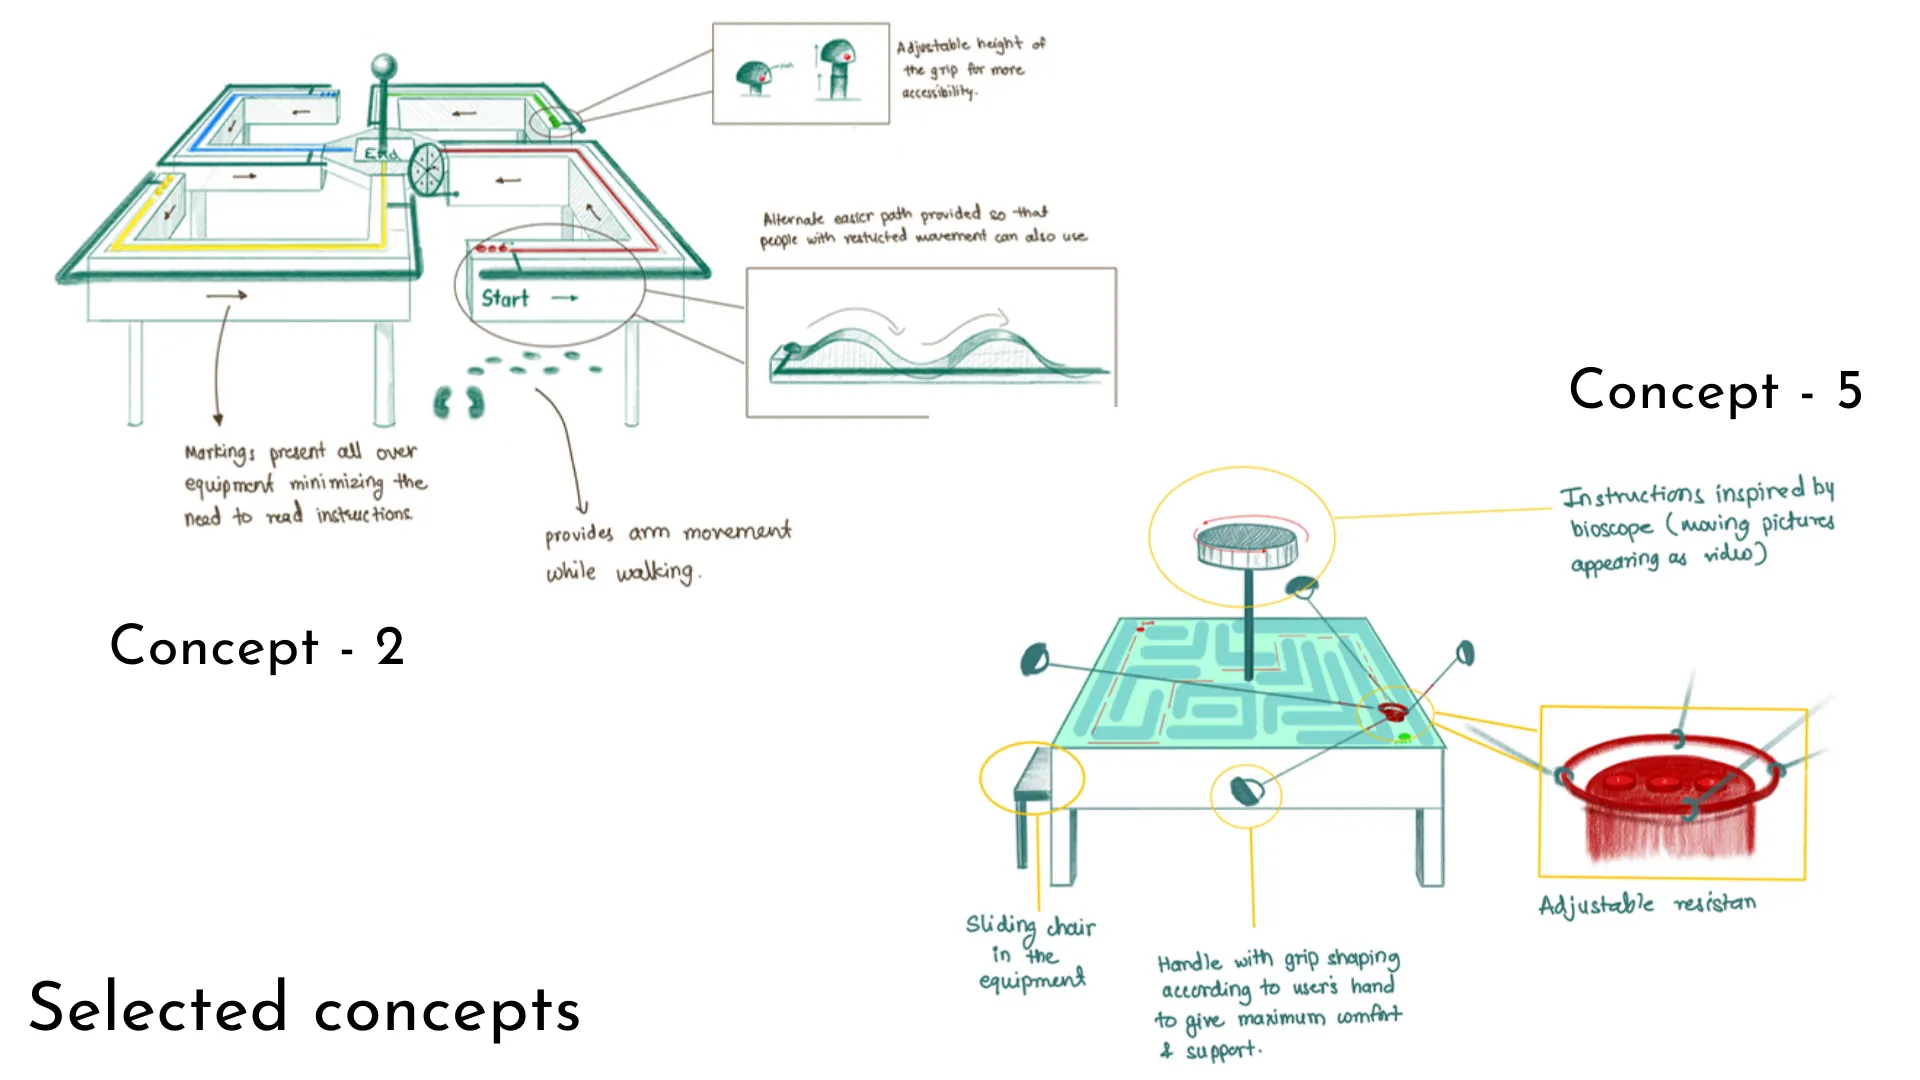 Adjustable height of
the grip for more
accessibility.
push
End
Start
Alternate easier path provided so that
people with restricted movement can also use
Markings present all over
equipment minimizing the
need to read instructions.
provides arm movement
while walking.
Concept - 2
Concept - 5
Instructions inspired by
bioscope (moving pictures
appearing as video)
Adjustable resistan
Sliding chair
in the
equipment
Handle with grip shaping
according to user's hand
to give maximum comfort
& support.
Selected concepts